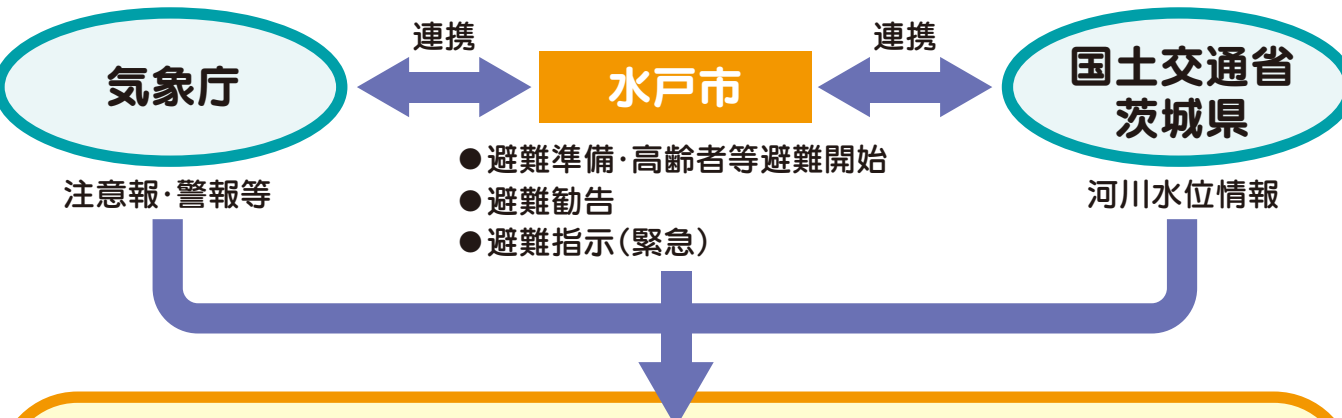 連携
連携
気象庁
水戸市
国土交通省
茨城県
●避難準備・高齢者等避難開始
●避難勧告
●避難指示(緊急)
注意報・警報等
河川水位情報